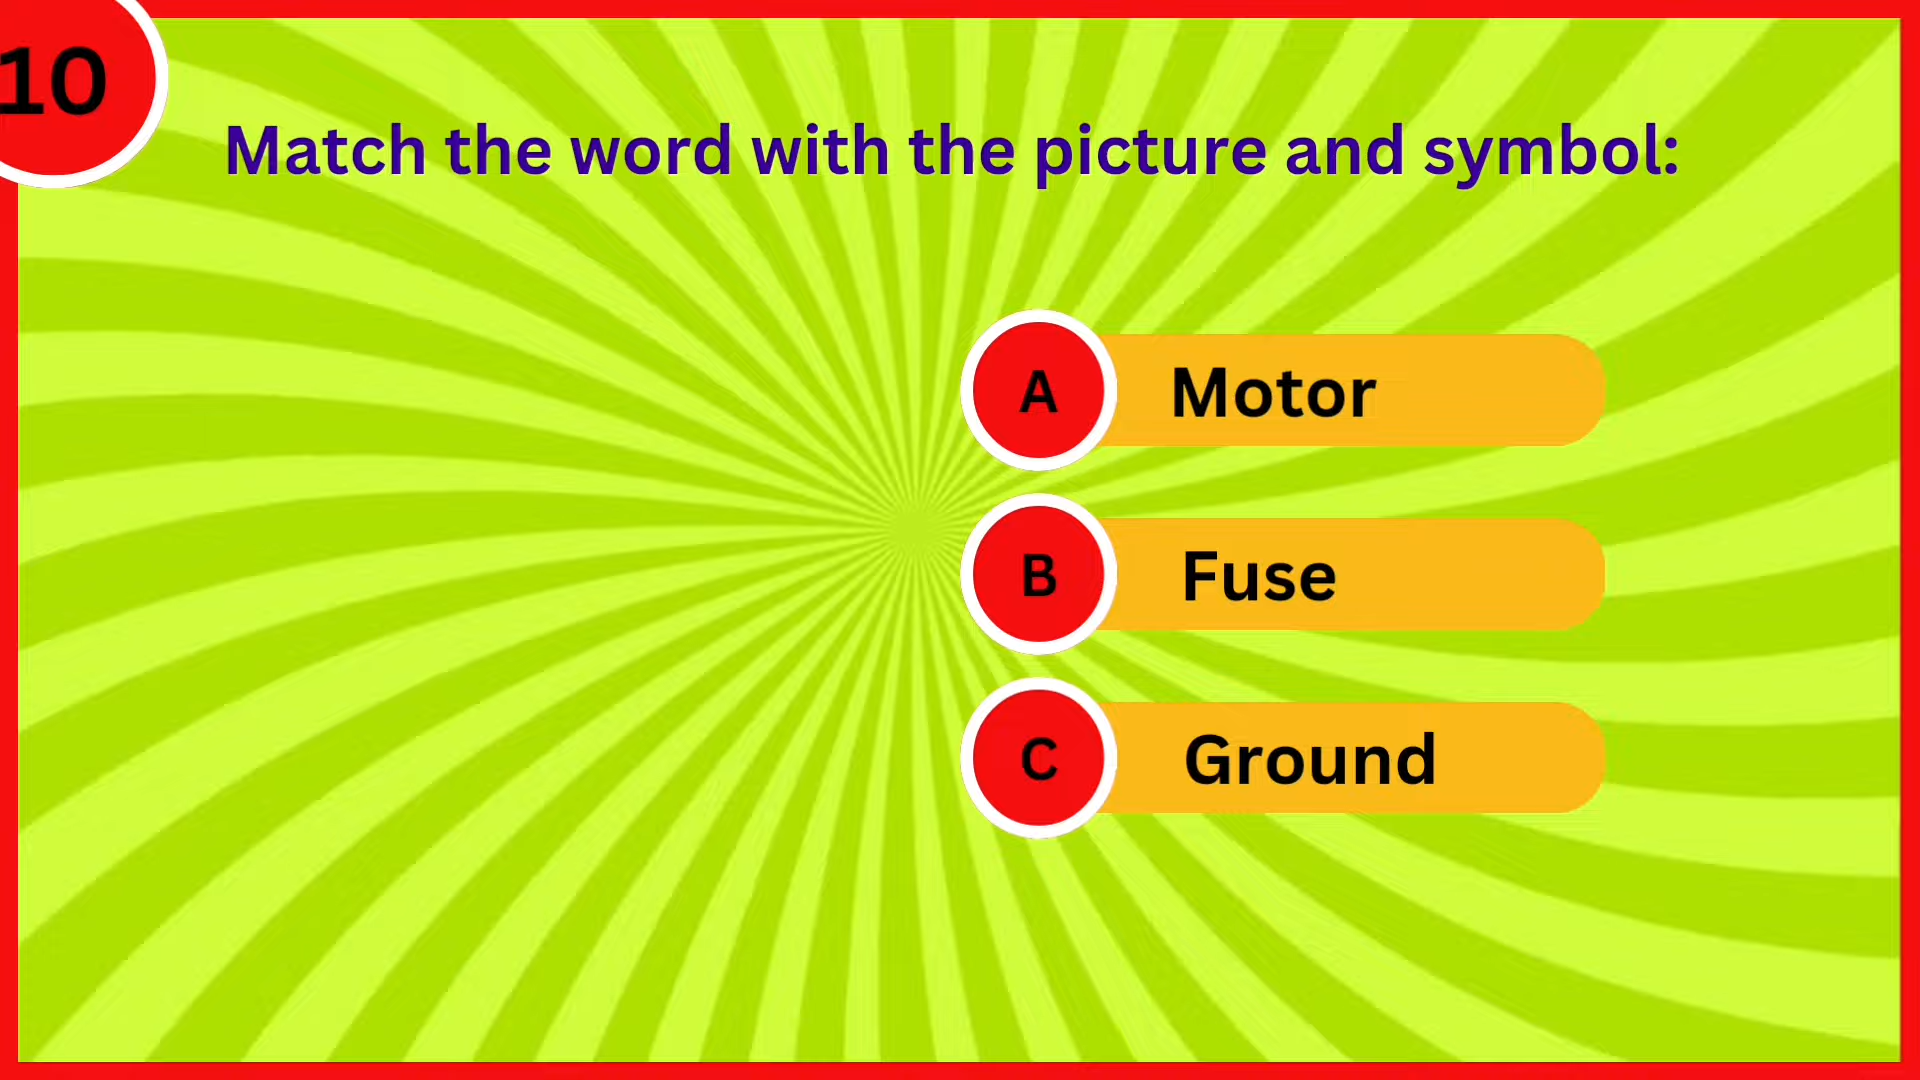 10
Match the word with the picture and symbol:
A Motor
B Fuse
C Ground